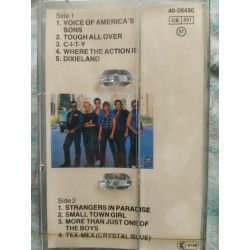 40-26450
CB 491
Side 1
1. VOICE OF AMERICA'S
SONS
2. TOUGH ALL OVER
3. C-I-T-Y
4. WHERE THE ACTION IS
5. DIXIELAND
Side 2
1. STRANGERS IN PARADISE
2. SMALL TOWN GIRL
3. MORE THAN JUST ONE OF
THE BOYS
4. TEX-MEX (CRYSTAL BLUE)